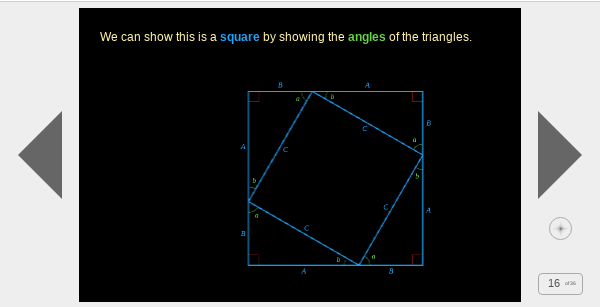 We can show this is a square by showing the angles of the triangles.
B A
a b
B
C
a
A C
b b
C A
a
B C
b a
A B
16 of 36